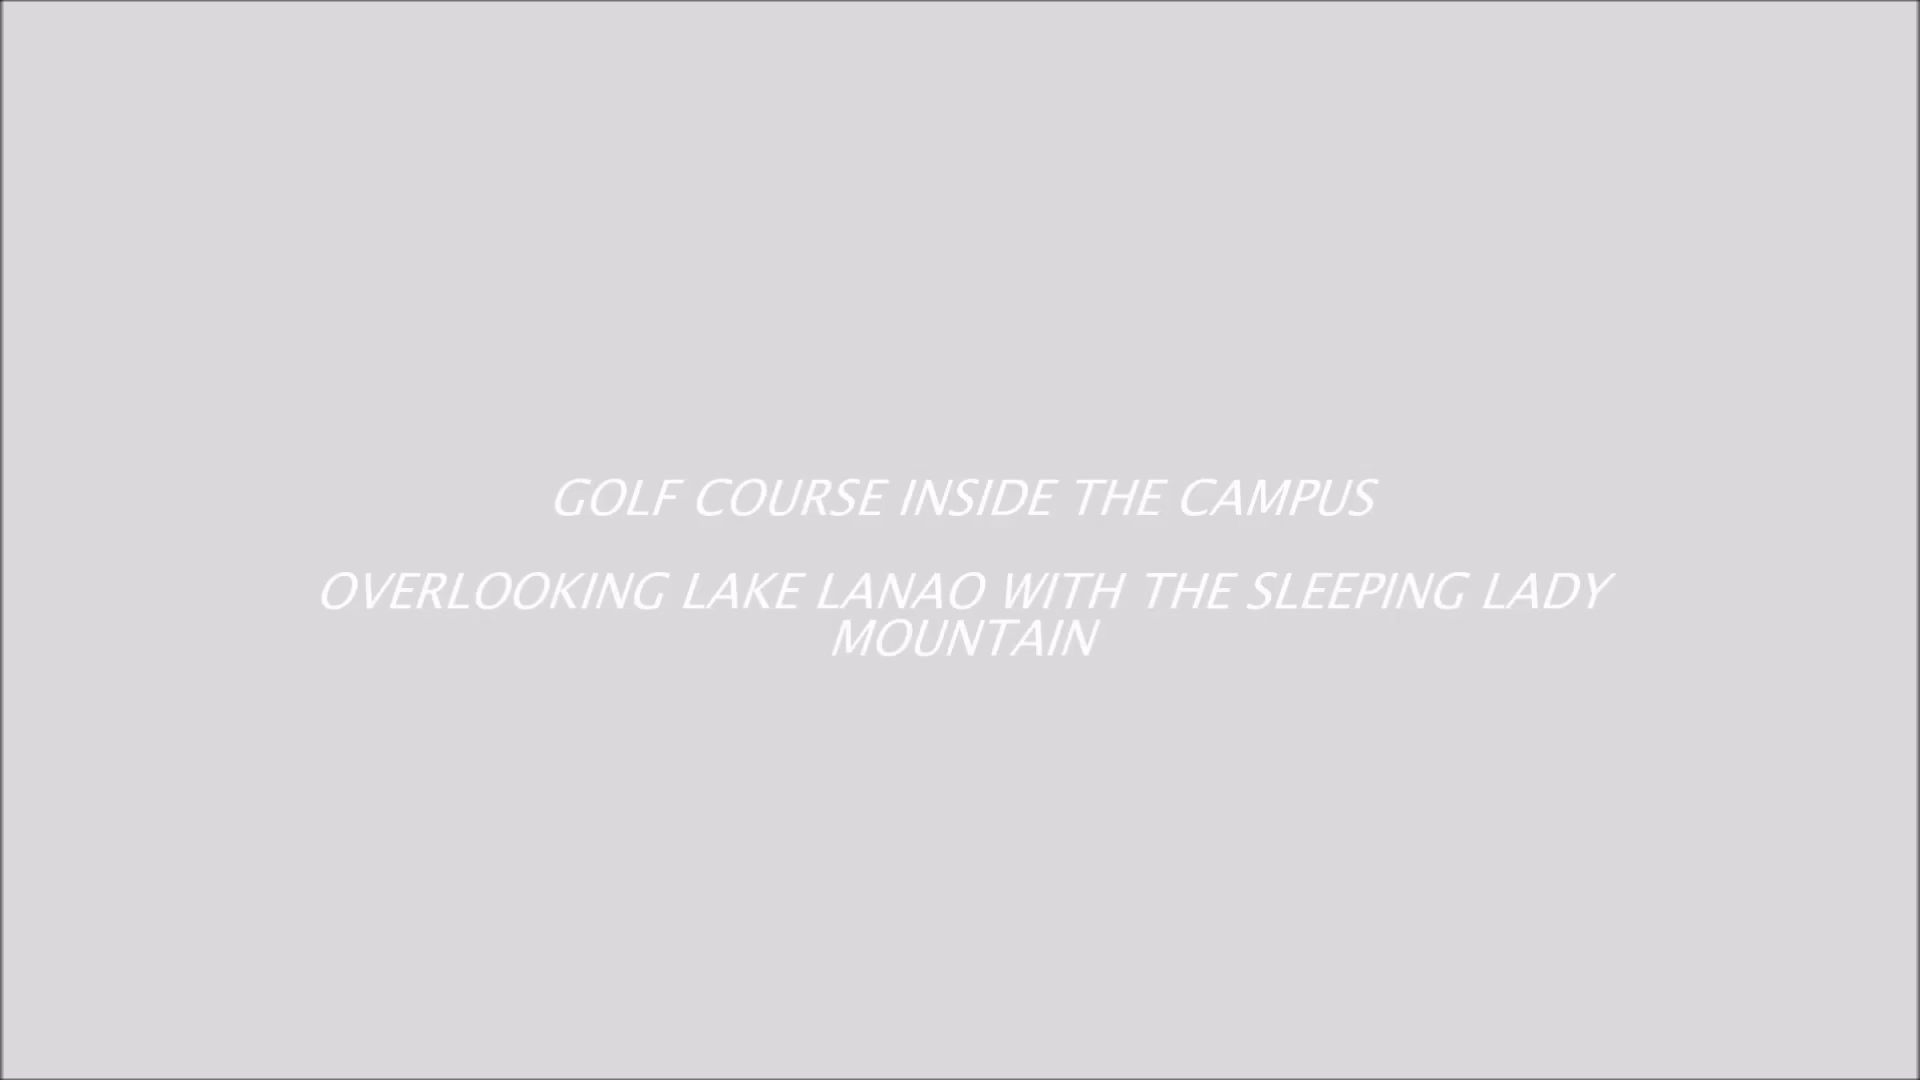 GOLF COURSE INSIDE THE CAMPUS
OVERLOOKING LAKE LANAO WITH THE SLEEPING LADY
MOUNTAIN